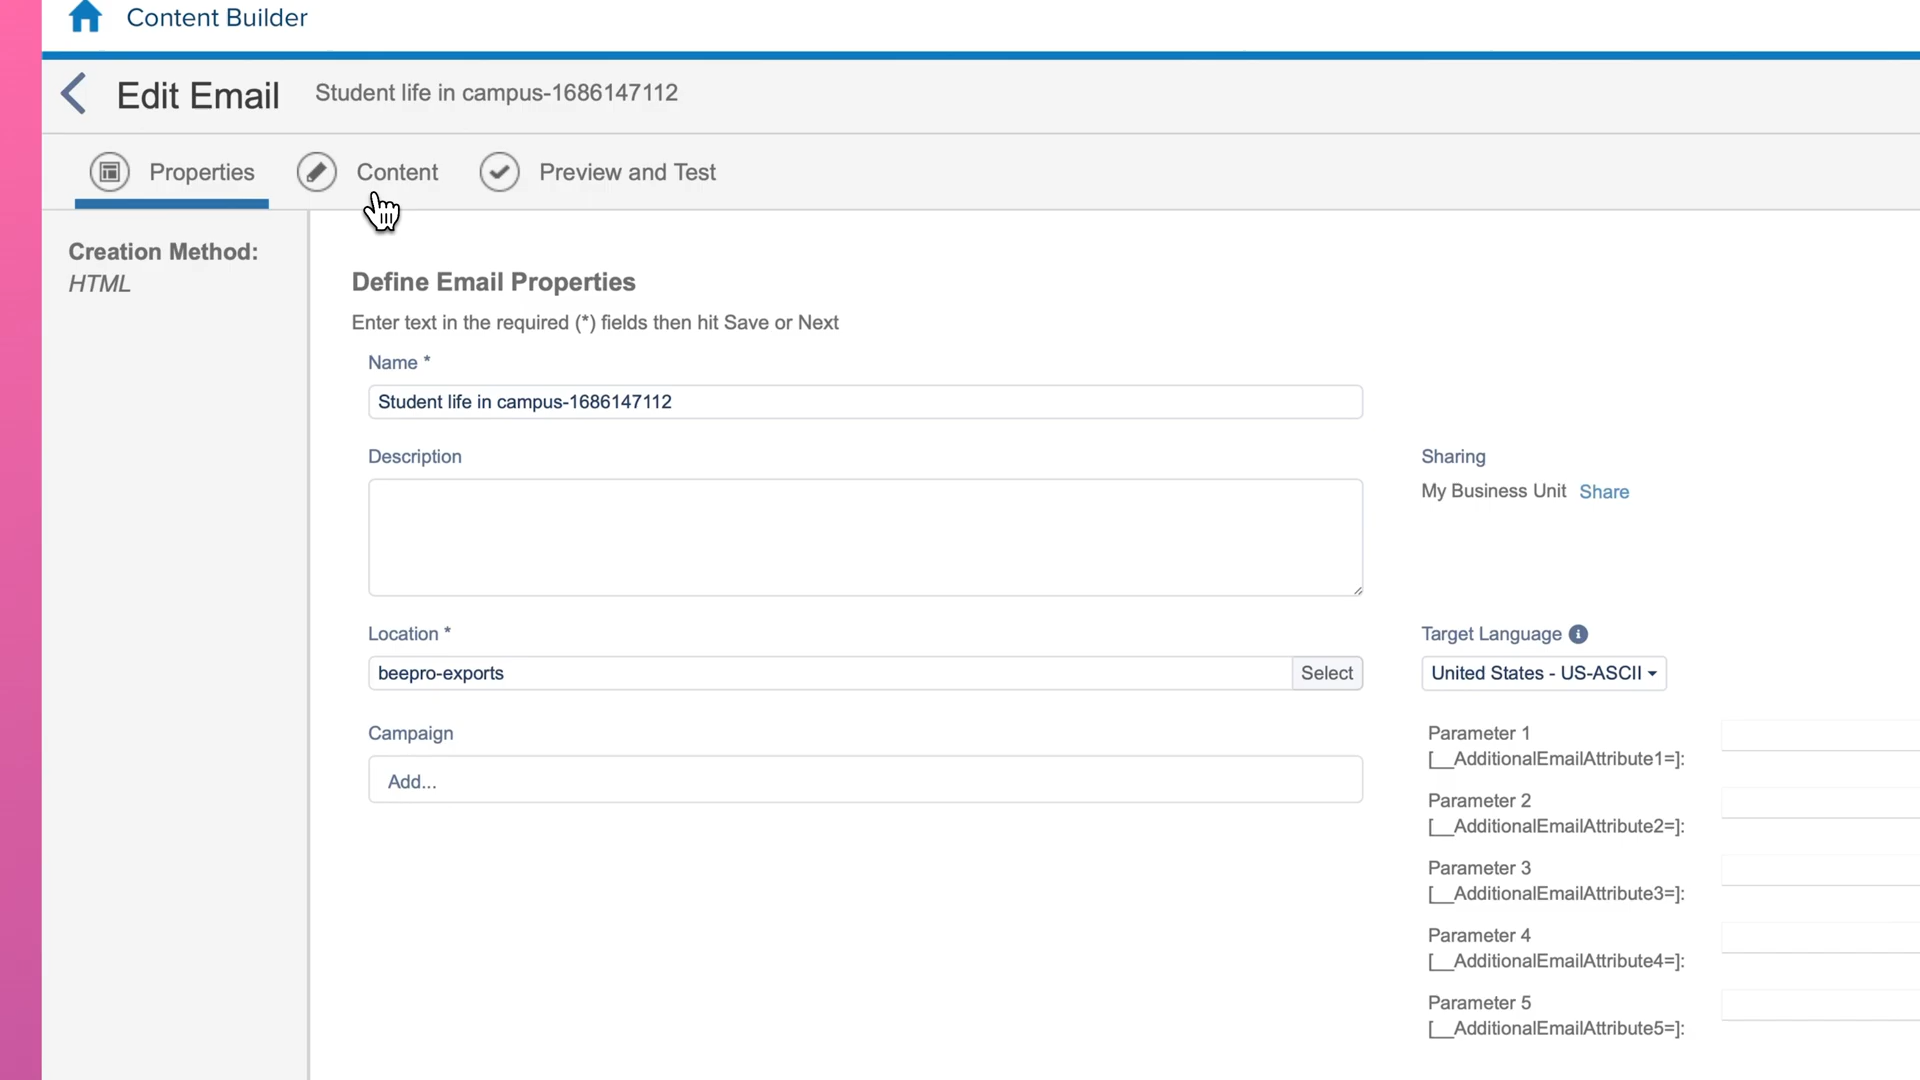 Content Builder
Edit Email Student life in campus-1686147112
Properties Content Preview and Test
Creation Method:
HTML
Define Email Properties
Enter text in the required (*) fields then hit Save or Next
Name *
Student life in campus-1686147112
Description
Sharing
My Business Unit Share
Location *
beepro-exports Select
Target Language
United States - US-ASCII
Campaign
Add...
Parameter 1
[__AdditionalEmailAttribute1=]:
Parameter 2
[__AdditionalEmailAttribute2=]:
Parameter 3
[__AdditionalEmailAttribute3=]:
Parameter 4
[__AdditionalEmailAttribute4=]:
Parameter 5
[__AdditionalEmailAttribute5=]: